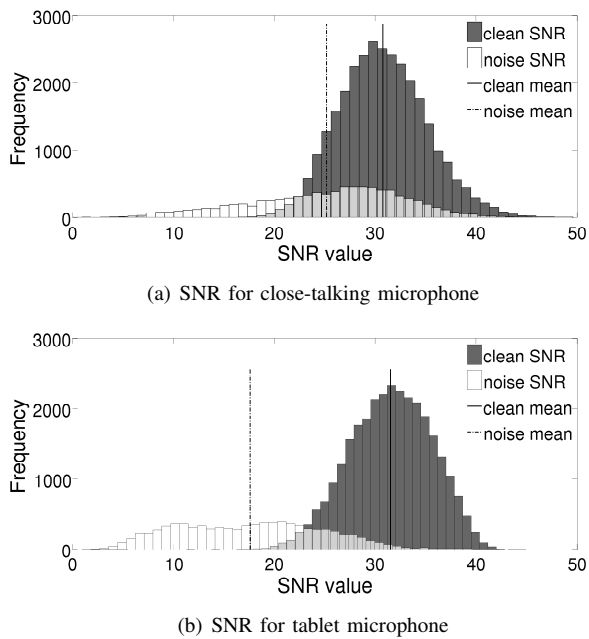 3000
2000
1000
0
Frequency
clean SNR
noise SNR
clean mean
noise mean
0 10 20 30 40 50
SNR value
(a) SNR for close-talking microphone
3000
2000
1000
0
Frequency
clean SNR
noise SNR
clean mean
noise mean
0 10 20 30 40 50
SNR value
(b) SNR for tablet microphone